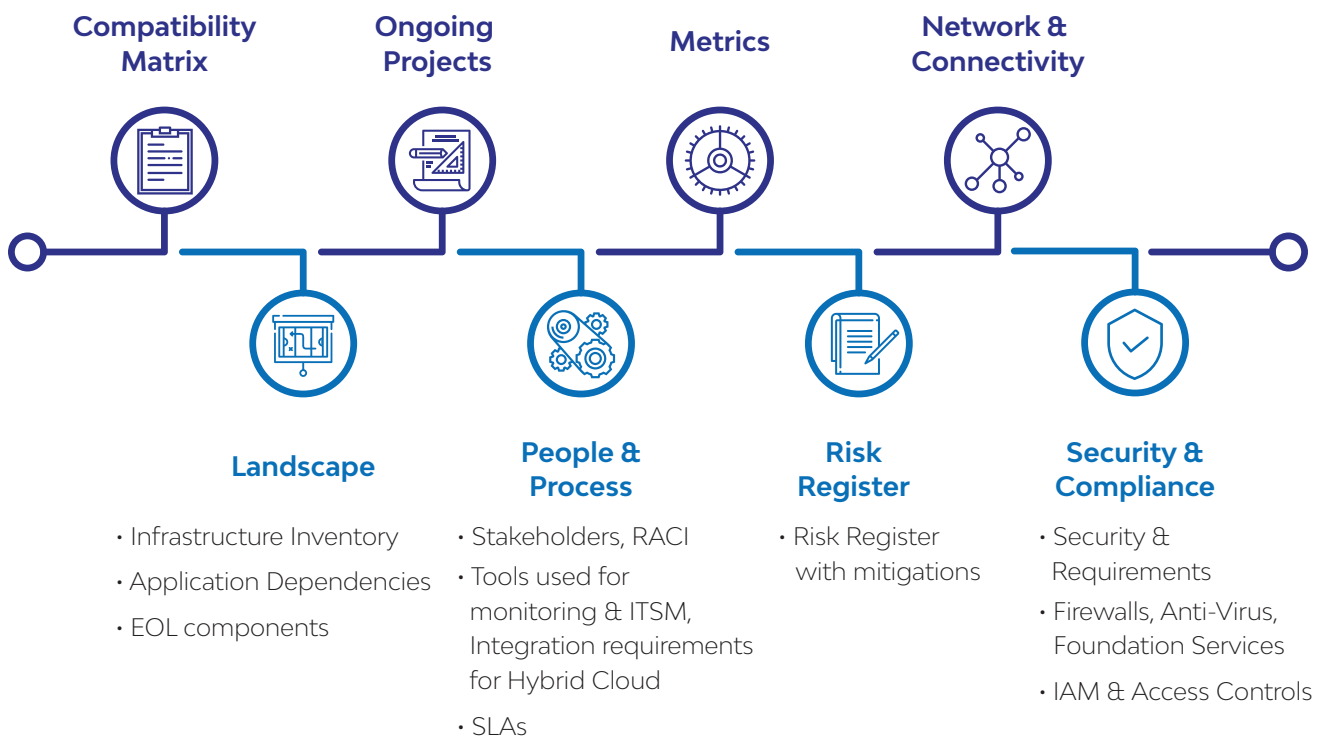 Compatibility
Matrix
Ongoing
Projects
Metrics
Network &
Connectivity
Landscape
• Infrastructure Inventory
• Application Dependencies
• EOL components
People &
Process
• Stakeholders, RACI
• Tools used for
monitoring & ITSM,
Integration requirements
for Hybrid Cloud
• SLAs
Risk
Register
• Risk Register
with mitigations
Security &
Compliance
• Security &
Requirements
• Firewalls, Anti-Virus,
Foundation Services
• IAM & Access Controls